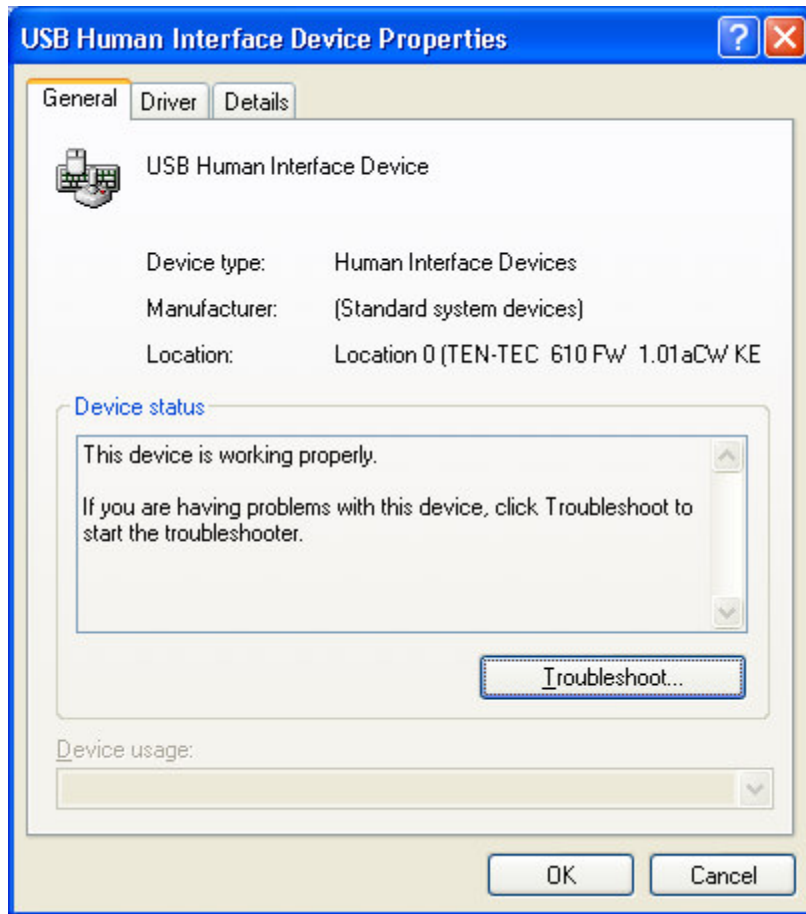 USB Human Interface Device Properties
General Driver Details
USB Human Interface Device
Device type: Human Interface Devices
Manufacturer: (Standard system devices)
Location: Location 0 (TEN-TEC  610 FW  1.01aCW KE
Device status
This device is working properly.
If you are having problems with this device, click Troubleshoot to
start the troubleshooter.
Troubleshoot...
Device usage:
OK Cancel